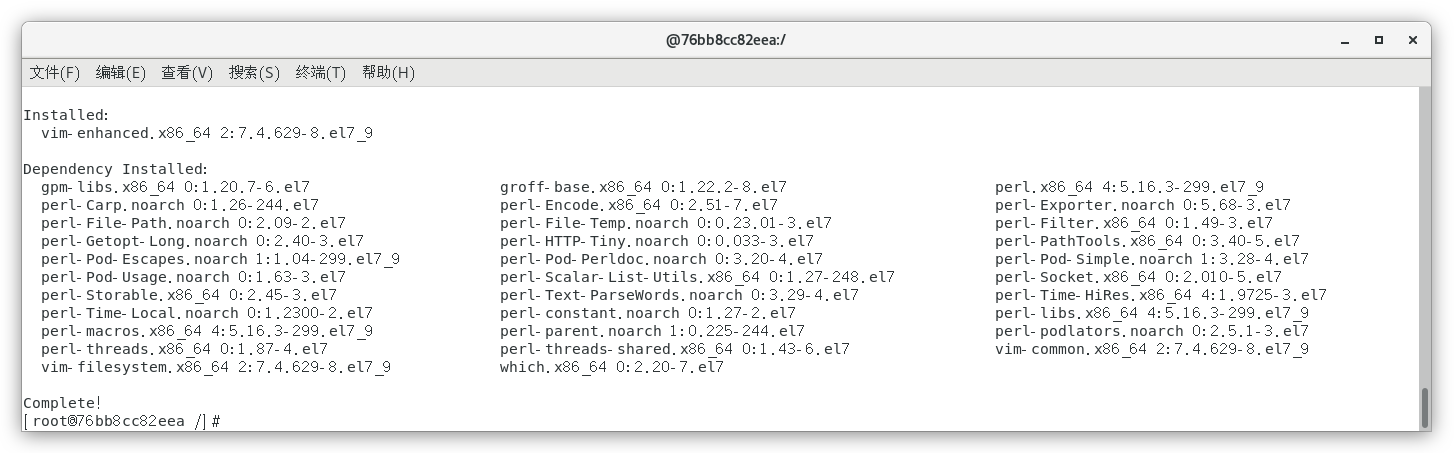 @76bb8cc82eea:/
文件(F) 编辑(E) 查看(V) 搜索(S) 终端(T) 帮助(H)
Installed:
vim-enhanced.x86_64 2:7.4.629-8.el7_9
Dependency Installed:
gpm-libs.x86_64 0:1.20.7-6.el7 groff-base.x86_64 0:1.22.2-8.el7 perl.x86_64 4:5.16.3-299.el7_9
perl-Carp.noarch 0:1.26-244.el7 perl-Encode.x86_64 0:2.51-7.el7 perl-Exporter.noarch 0:5.68-3.el7
perl-File-Path.noarch 0:2.09-2.el7 perl-File-Temp.noarch 0:0.23.01-3.el7 perl-Filter.x86_64 0:1.49-3.el7
perl-Getopt-Long.noarch 0:2.40-3.el7 perl-HTTP-Tiny.noarch 0:0.033-3.el7 perl-PathTools.x86_64 0:3.40-5.el7
perl-Pod-Escapes.noarch 1:1.04-299.el7_9 perl-Pod-Perldoc.noarch 0:3.20-4.el7 perl-Pod-Simple.noarch 1:3.28-4.el7
perl-Pod-Usage.noarch 0:1.63-3.el7 perl-Scalar-List-Utils.x86_64 0:1.27-248.el7 perl-Socket.x86_64 0:2.010-5.el7
perl-Storable.x86_64 0:2.45-3.el7 perl-Text-ParseWords.noarch 0:3.29-4.el7 perl-Time-HiRes.x86_64 4:1.9725-3.el7
perl-Time-Local.noarch 0:1.2300-2.el7 perl-constant.noarch 0:1.27-2.el7 perl-libs.x86_64 4:5.16.3-299.el7_9
perl-macros.x86_64 4:5.16.3-299.el7_9 perl-parent.noarch 1:0.225-244.el7 perl-podlators.noarch 0:2.5.1-3.el7
perl-threads.x86_64 0:1.87-4.el7 perl-threads-shared.x86_64 0:1.43-6.el7 vim-common.x86_64 2:7.4.629-8.el7_9
vim-filesystem.x86_64 2:7.4.629-8.el7_9 which.x86_64 0:2.20-7.el7
Complete!
[root@76bb8cc82eea /]#